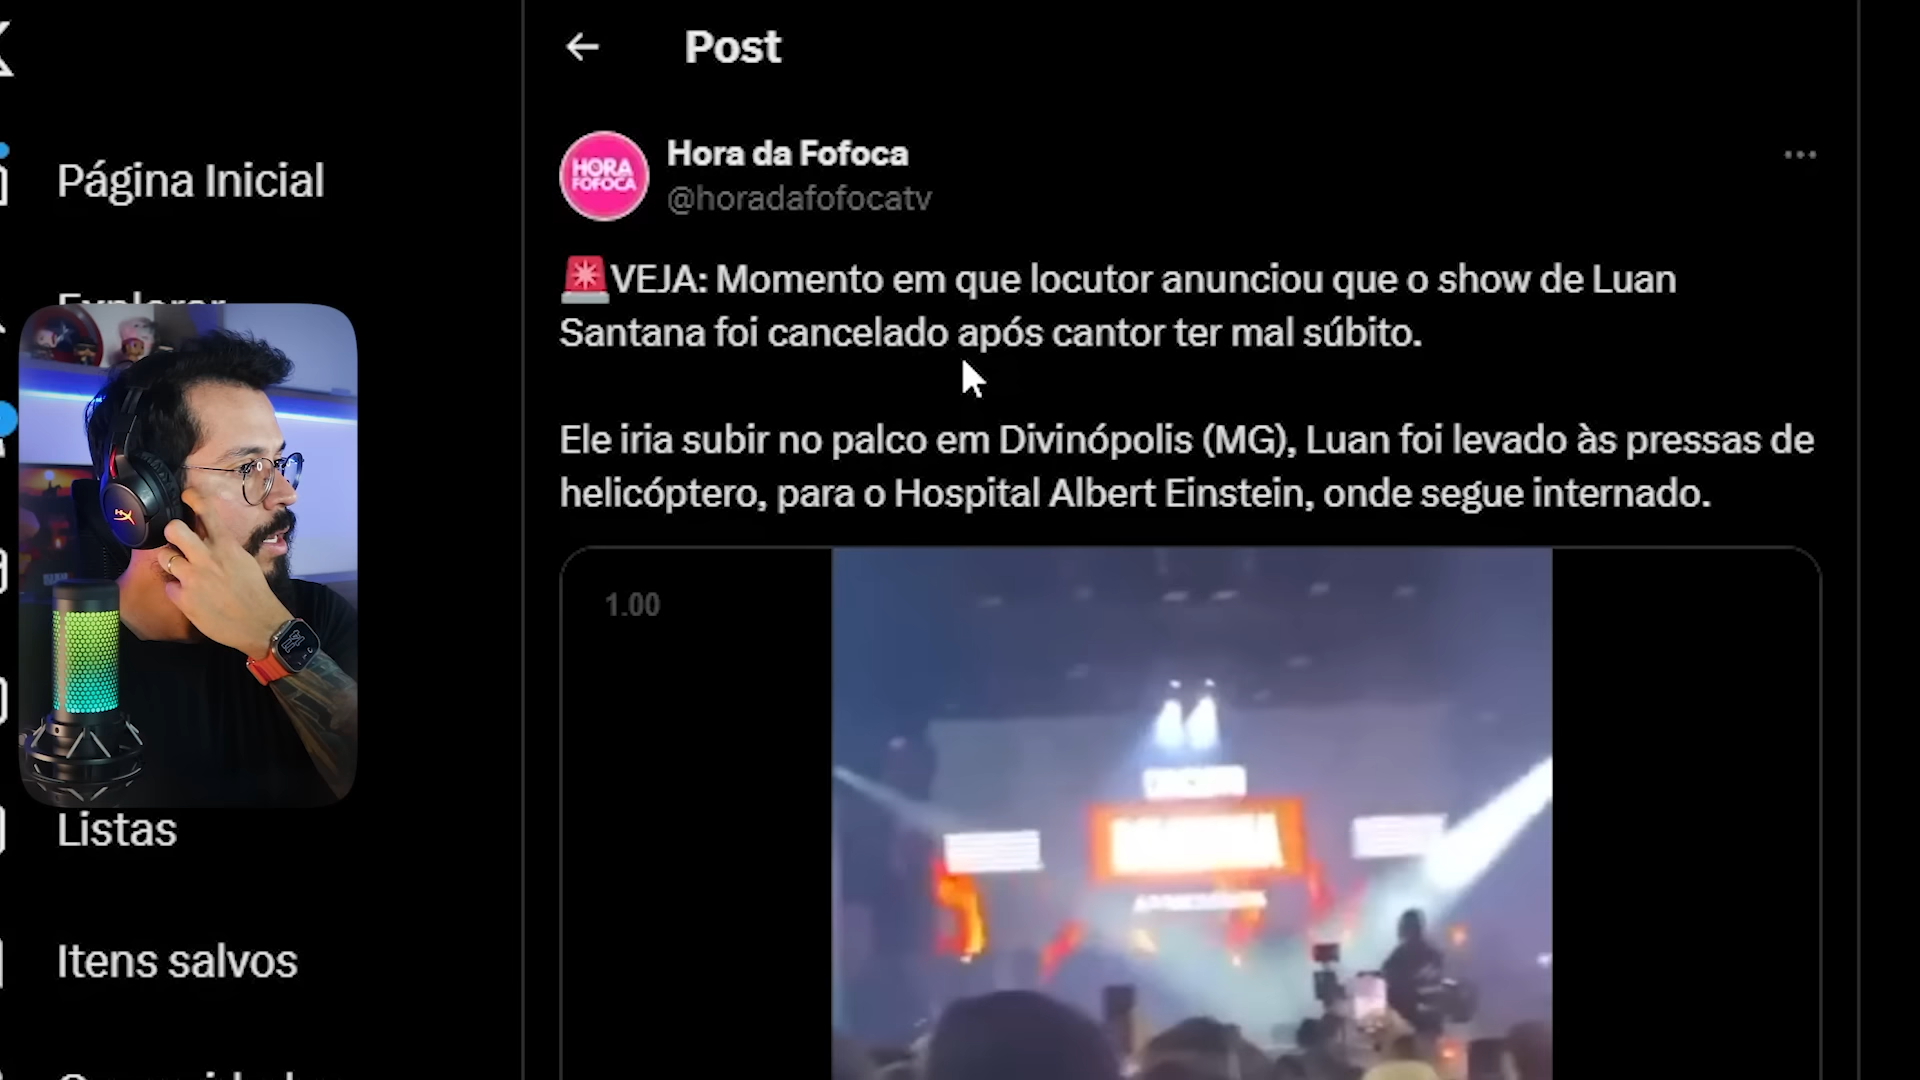 Post
Página Inicial
HORA
FOFOCA
Hora da Fofoca
@horadafofocatv
Explorar
VEJA: Momento em que locutor anunciou que o show de Luan
Santana foi cancelado após cantor ter mal súbito.
Ele iria subir no palco em Divinópolis (MG), Luan foi levado às pressas de
helicóptero, para o Hospital Albert Einstein, onde segue internado.
1.00
Listas
Itens salvos